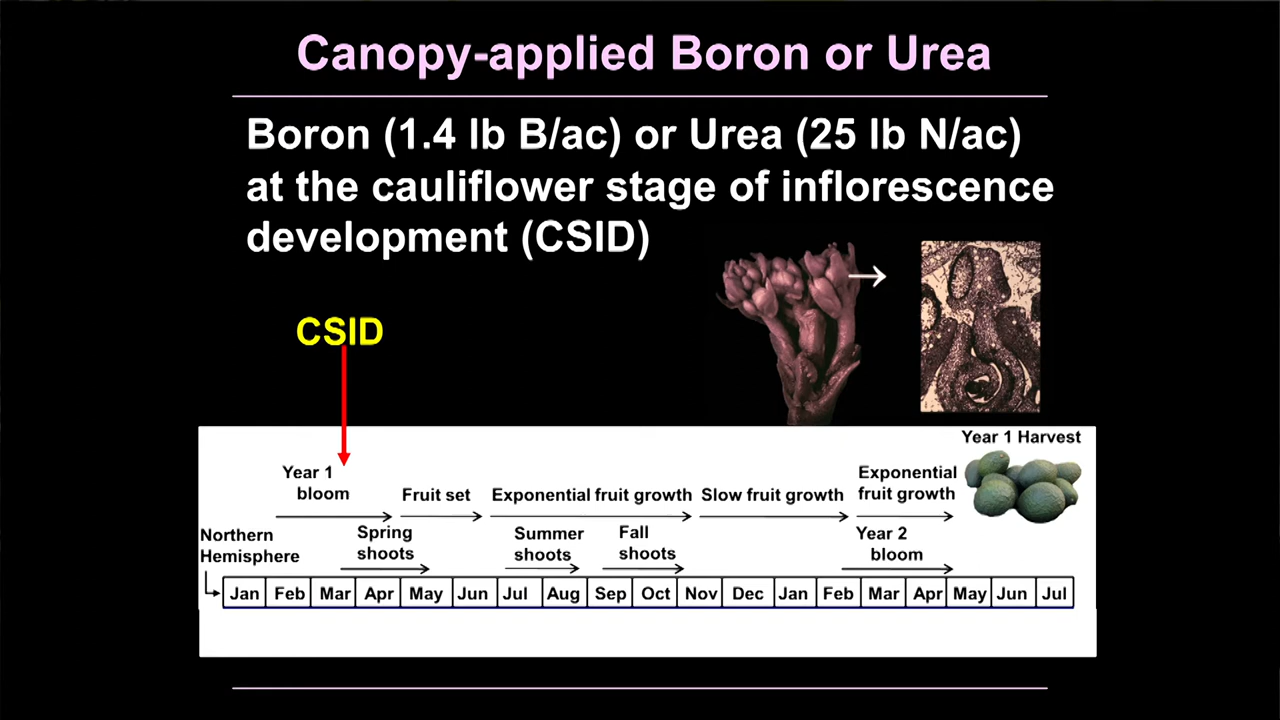 Canopy-applied Boron or Urea
Boron (1.4 lb B/ac) or Urea (25 lb N/ac)
at the cauliflower stage of inflorescence
development (CSID)
CSID
Year 1 Harvest
Year 1
bloom
Fruit set
Exponential fruit growth
Slow fruit growth
Exponential
fruit growth
Northern
Hemisphere
Spring
shoots
Summer
shoots
Fall
shoots
Year 2
bloom
Jan Feb Mar Apr May Jun Jul Aug Sep Oct Nov Dec Jan Feb Mar Apr May Jun Jul